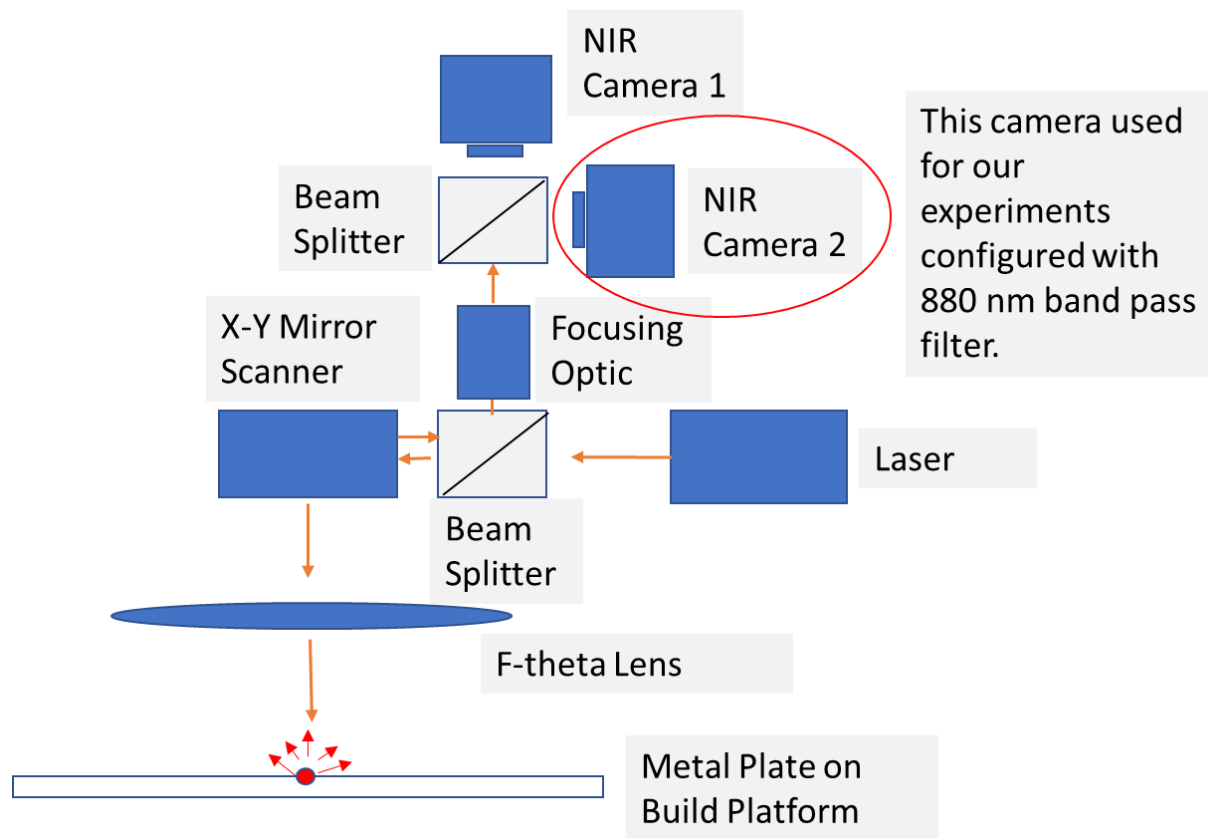 NIR
Camera 1
This camera used
for our
experiments
configured with
880 nm band pass
filter.
Beam
Splitter
NIR
Camera 2
X-Y Mirror
Scanner
Focusing
Optic
Laser
Beam
Splitter
F-theta Lens
Metal Plate on
Build Platform